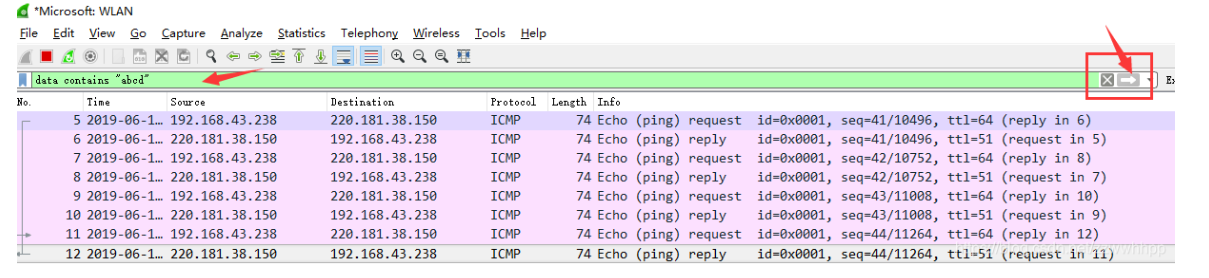 *Microsoft: WLAN
File Edit View Go Capture Analyze Statistics Telephony Wireless Tools Help
data contains "abcd"
No. Time Source Destination Protocol Length Info
5 2019-06-1… 192.168.43.238 220.181.38.150 ICMP 74 Echo (ping) request id=0x0001, seq=41/10496, ttl=64 (reply in 6)
6 2019-06-1… 220.181.38.150 192.168.43.238 ICMP 74 Echo (ping) reply id=0x0001, seq=41/10496, ttl=51 (request in 5)
7 2019-06-1… 192.168.43.238 220.181.38.150 ICMP 74 Echo (ping) request id=0x0001, seq=42/10752, ttl=64 (reply in 8)
8 2019-06-1… 220.181.38.150 192.168.43.238 ICMP 74 Echo (ping) reply id=0x0001, seq=42/10752, ttl=51 (request in 7)
9 2019-06-1… 192.168.43.238 220.181.38.150 ICMP 74 Echo (ping) request id=0x0001, seq=43/11008, ttl=64 (reply in 10)
10 2019-06-1… 220.181.38.150 192.168.43.238 ICMP 74 Echo (ping) reply id=0x0001, seq=43/11008, ttl=51 (request in 9)
11 2019-06-1… 192.168.43.238 220.181.38.150 ICMP 74 Echo (ping) request id=0x0001, seq=44/11264, ttl=64 (reply in 12)
12 2019-06-1… 220.181.38.150 192.168.43.238 ICMP 74 Echo (ping) reply id=0x0001, seq=44/11264, ttl=51 (request in 11)